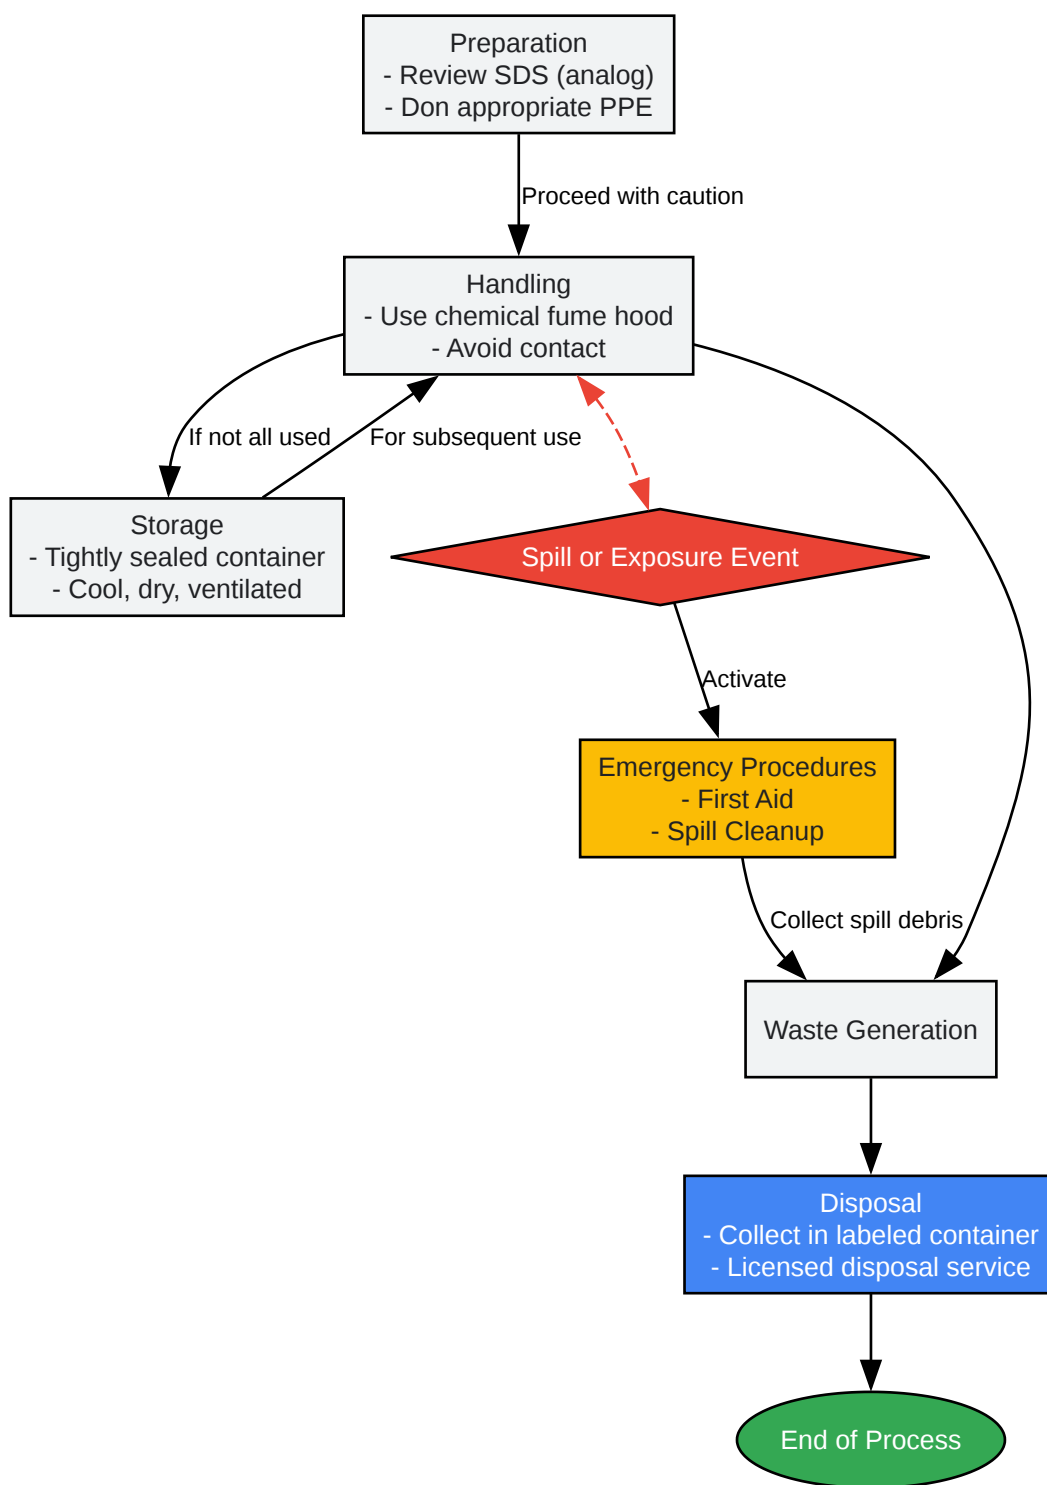 Preparation
- Review SDS (analog)
- Don appropriate PPE
Proceed with caution
Handling
- Use chemical fume hood
- Avoid contact
If not all used
For subsequent use
Storage
- Tightly sealed container
- Cool, dry, ventilated
Spill or Exposure Event
Activate
Emergency Procedures
- First Aid
- Spill Cleanup
Collect spill debris
Waste Generation
Disposal
- Collect in labeled container
- Licensed disposal service
End of Process